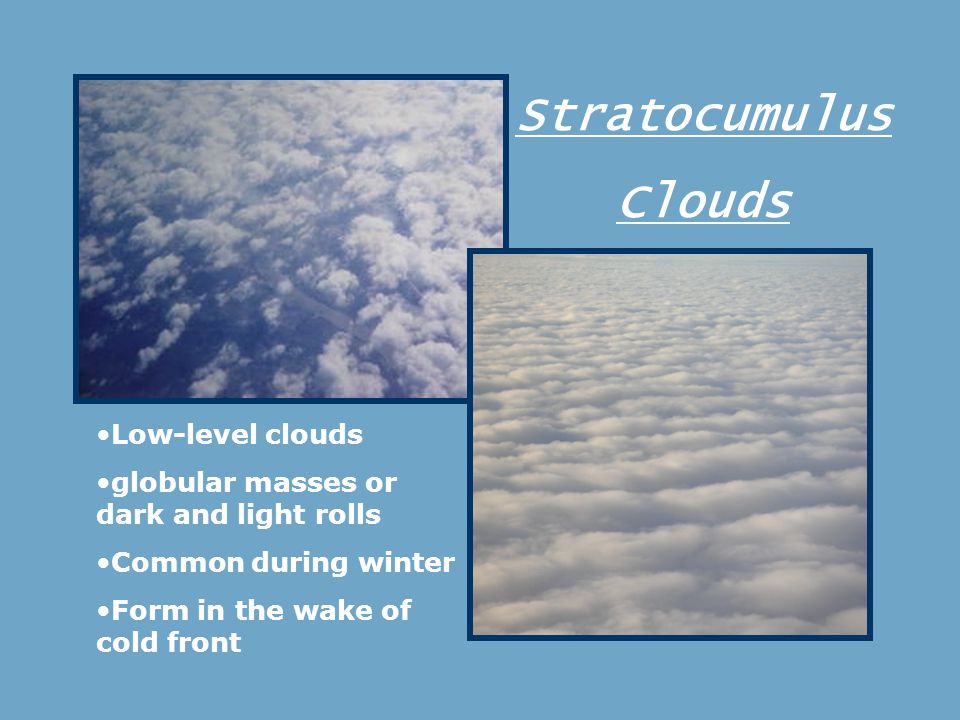 Stratocumulus
Clouds
•Low-level clouds
•globular masses or
dark and light rolls
•Common during winter
•Form in the wake of
cold front